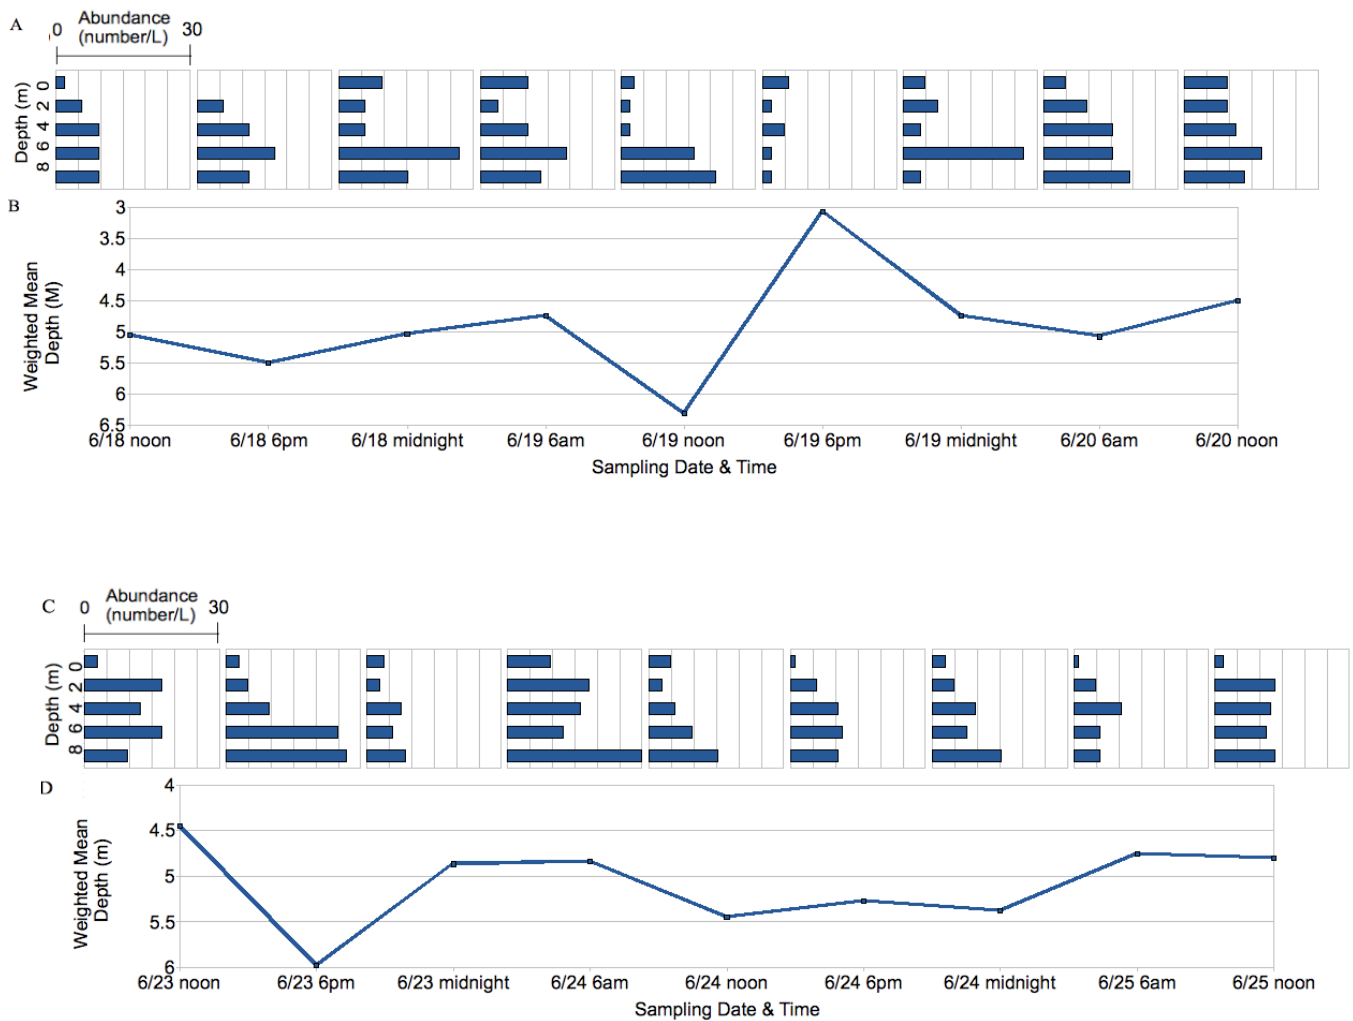 A
0 Abundance (number/L) 30
Depth (m)
0
2
4
6
8
B
Weighted Mean
Depth (M)
3
3.5
4
4.5
5
5.5
6
6.5
6/18 noon 6/18 6pm 6/18 midnight 6/19 6am 6/19 noon 6/19 6pm 6/19 midnight 6/20 6am 6/20 noon
Sampling Date & Time
C
0 Abundance (number/L) 30
Depth (m)
0
2
4
6
8
D
Weighted Mean
Depth (m)
4
4.5
5
5.5
6
6/23 noon 6/23 6pm 6/23 midnight 6/24 6am 6/24 noon 6/24 6pm 6/24 midnight 6/25 6am 6/25 noon
Sampling Date & Time